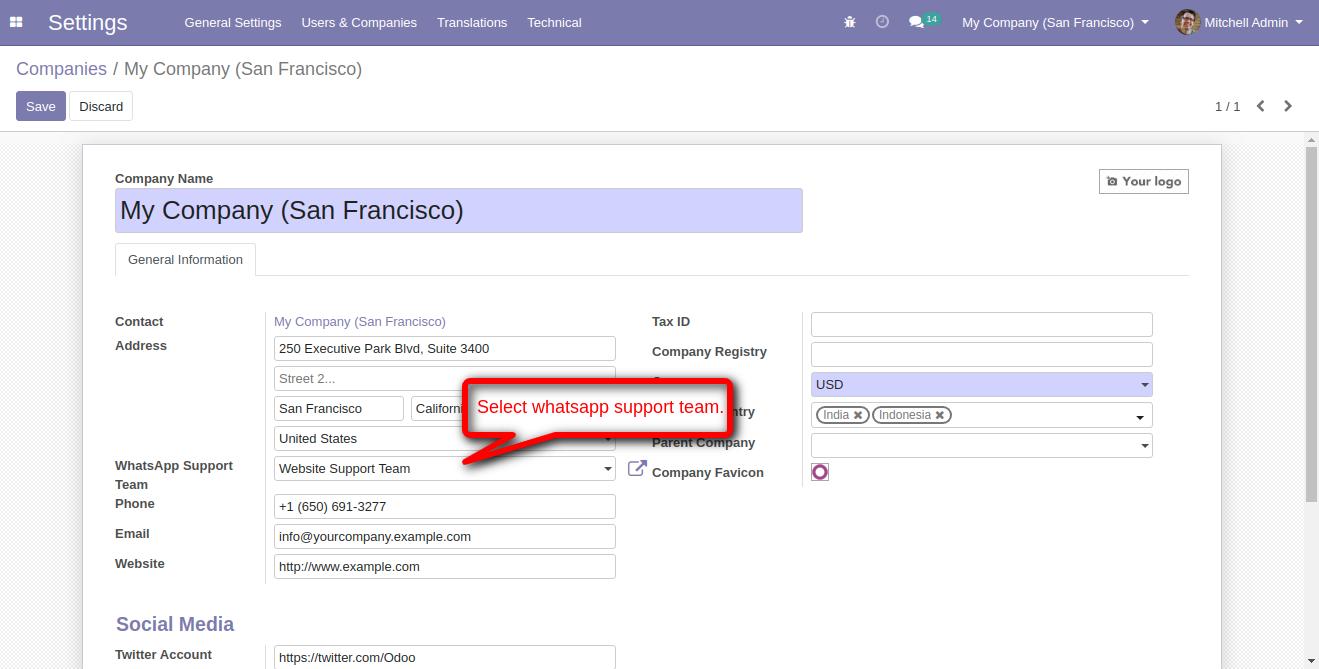 Settings
General Settings
Users & Companies
Translations
Technical
14
My Company (San Francisco)
Mitchell Admin
Companies / My Company (San Francisco)
Save
Discard
1 / 1
Company Name
Your logo
My Company (San Francisco)
General Information
Contact
My Company (San Francisco)
Address
250 Executive Park Blvd, Suite 3400
Street 2...
San Francisco
United States
Select whatsapp support team.
WhatsApp Support
Team
Website Support Team
Phone
+1 (650) 691-3277
Email
info@yourcompany.example.com
Website
http://www.example.com
Tax ID
Company Registry
USD
India
Indonesia
Parent Company
Company Favicon
Social Media
Twitter Account
https://twitter.com/Odoo